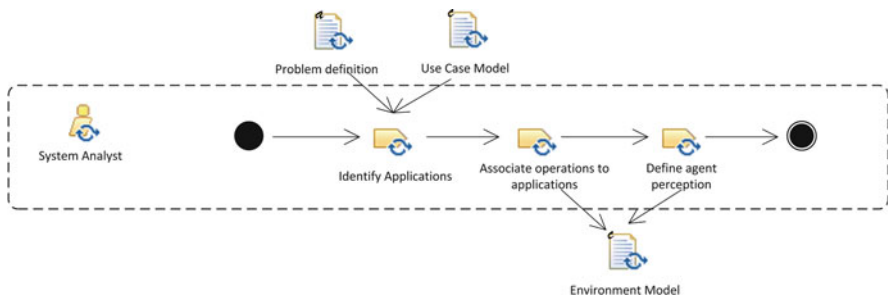 a
c
Problem definition
Use Case Model
System Analyst
Identify Applications
Associate operations to
applications
Define agent
perception
c
Environment Model